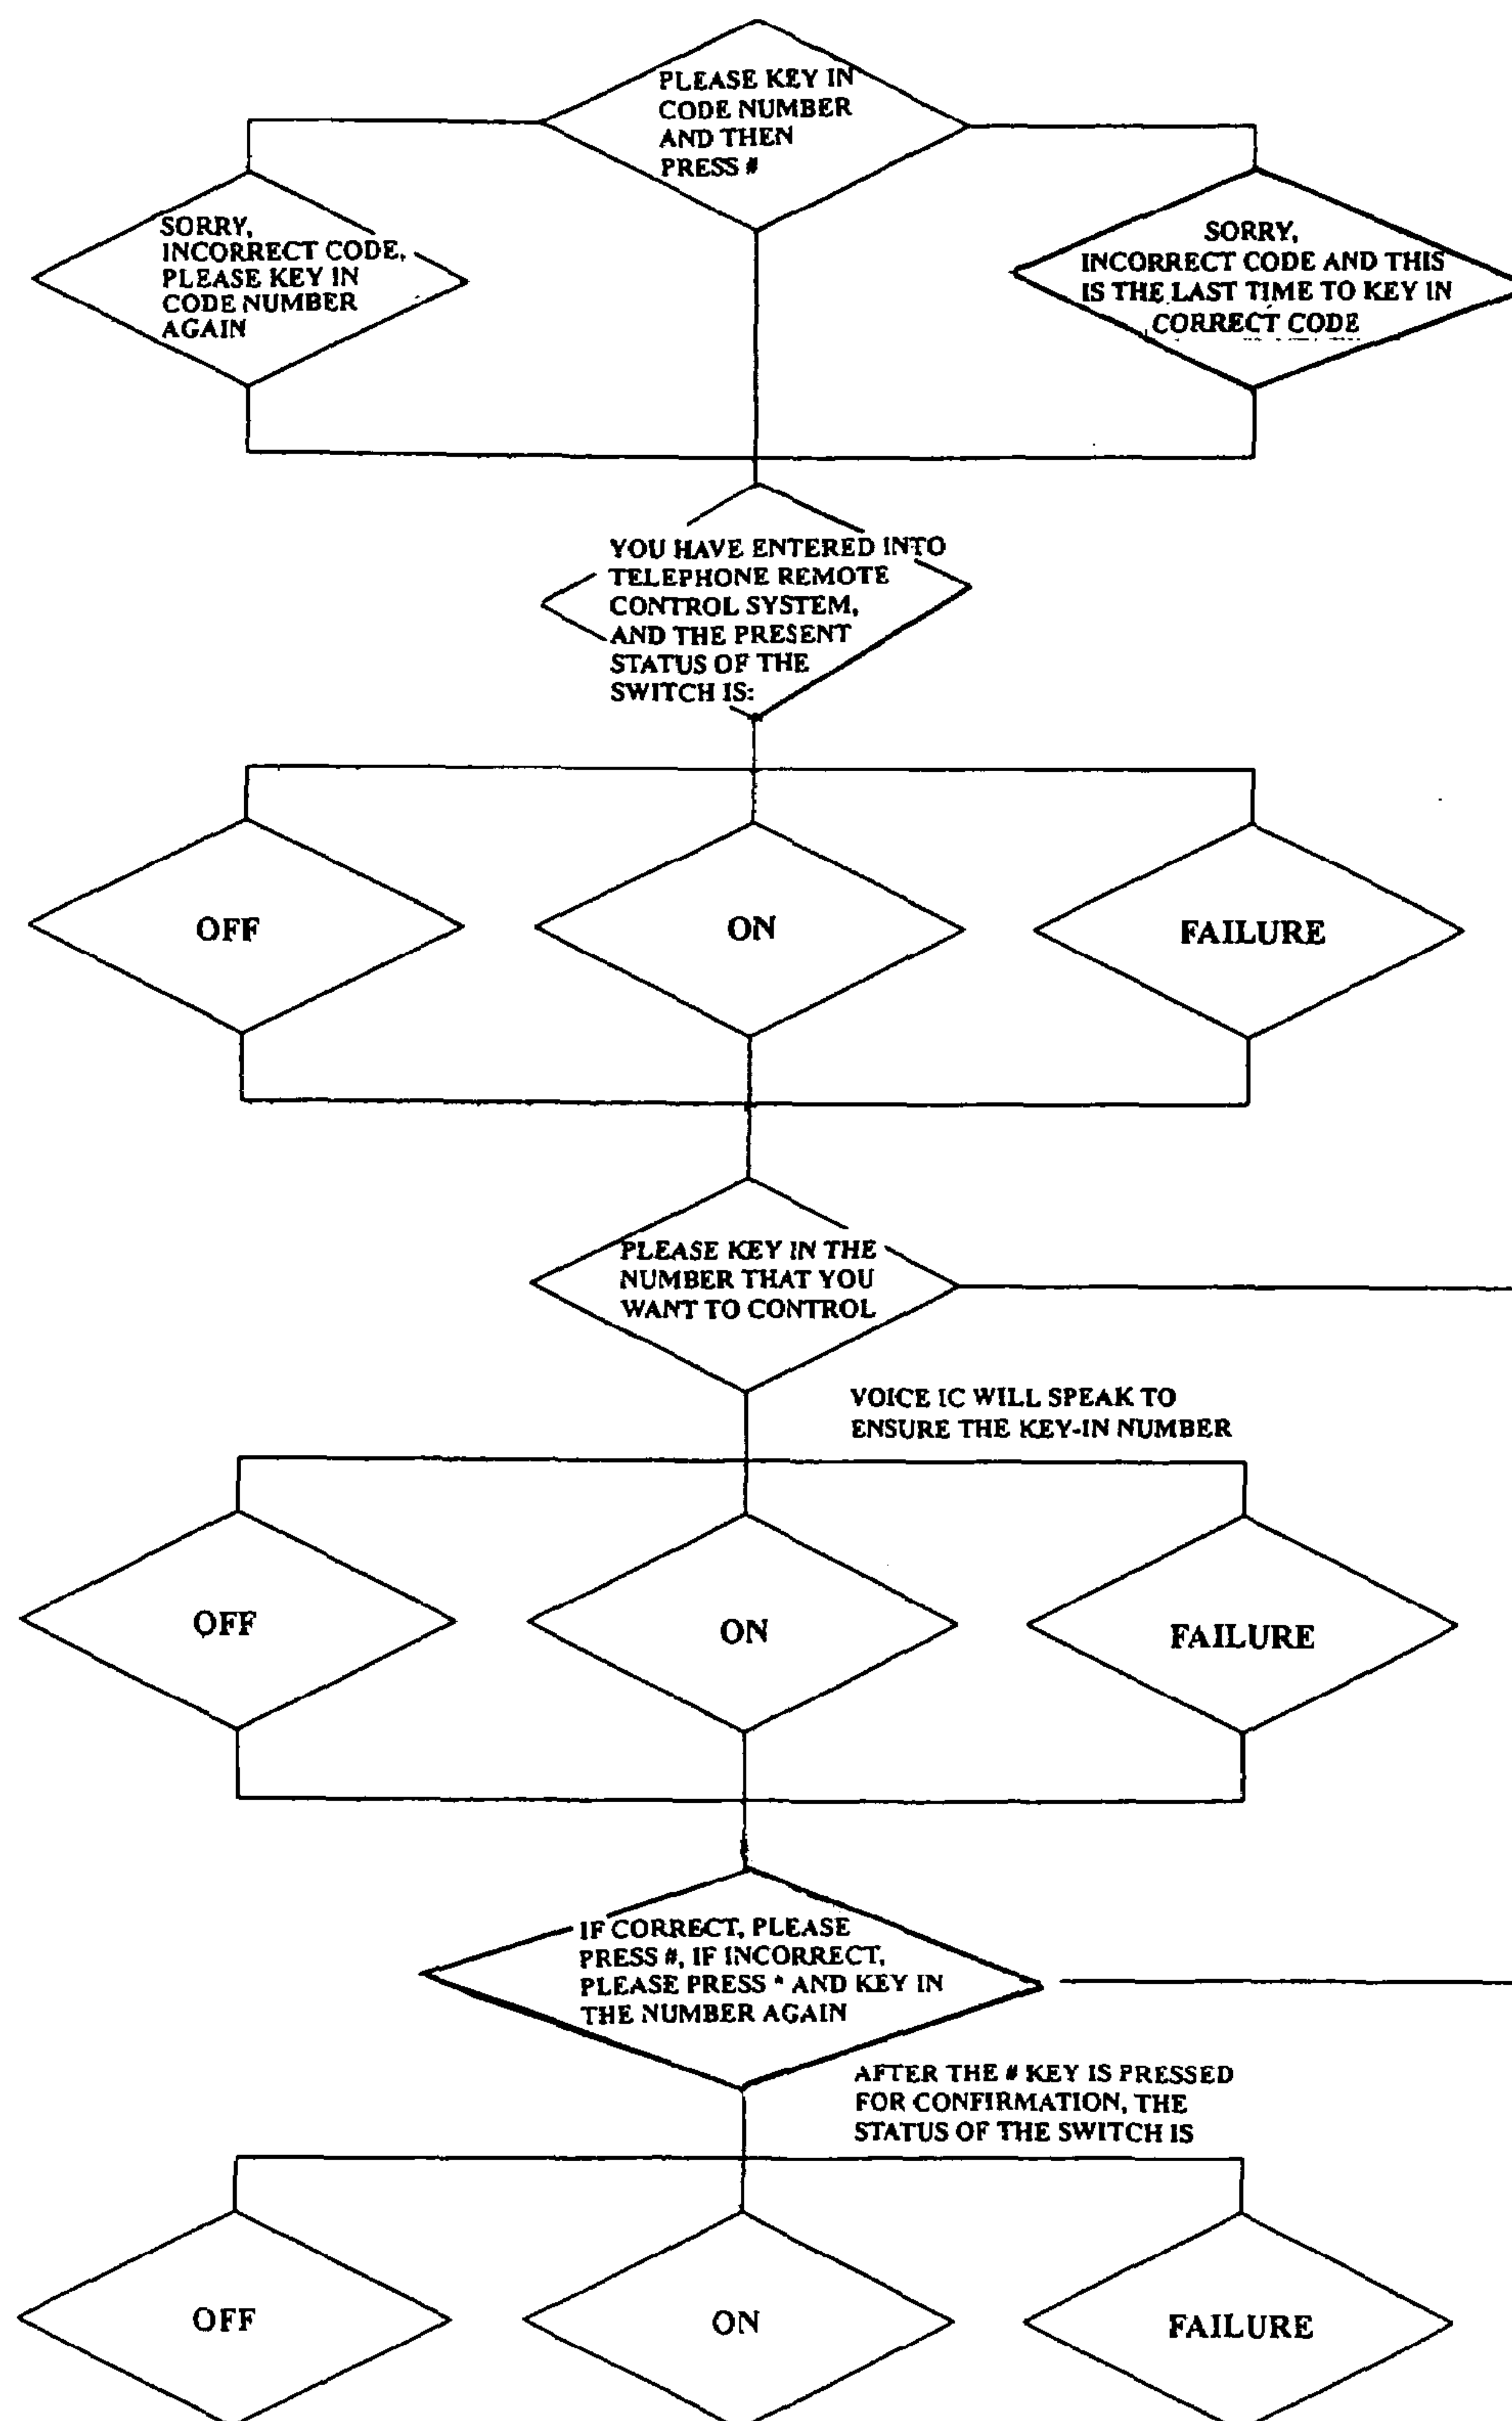 PLEASE KEY IN
CODE NUMBER
AND THEN
PRESS #
SORRY,
INCORRECT CODE,
PLEASE KEY IN
CODE NUMBER
AGAIN
SORRY,
INCORRECT CODE AND THIS
IS THE LAST TIME TO KEY IN
CORRECT CODE
YOU HAVE ENTERED INTO
TELEPHONE REMOTE
CONTROL SYSTEM,
AND THE PRESENT
STATUS OF THE
SWITCH IS:
OFF
ON
FAILURE
PLEASE KEY IN THE
NUMBER THAT YOU
WANT TO CONTROL
VOICE IC WILL SPEAK TO
ENSURE THE KEY-IN NUMBER
OFF
ON
FAILURE
IF CORRECT, PLEASE
PRESS #, IF INCORRECT,
PLEASE PRESS * AND KEY IN
THE NUMBER AGAIN
AFTER THE # KEY IS PRESSED
FOR CONFIRMATION, THE
STATUS OF THE SWITCH IS
OFF
ON
FAILURE